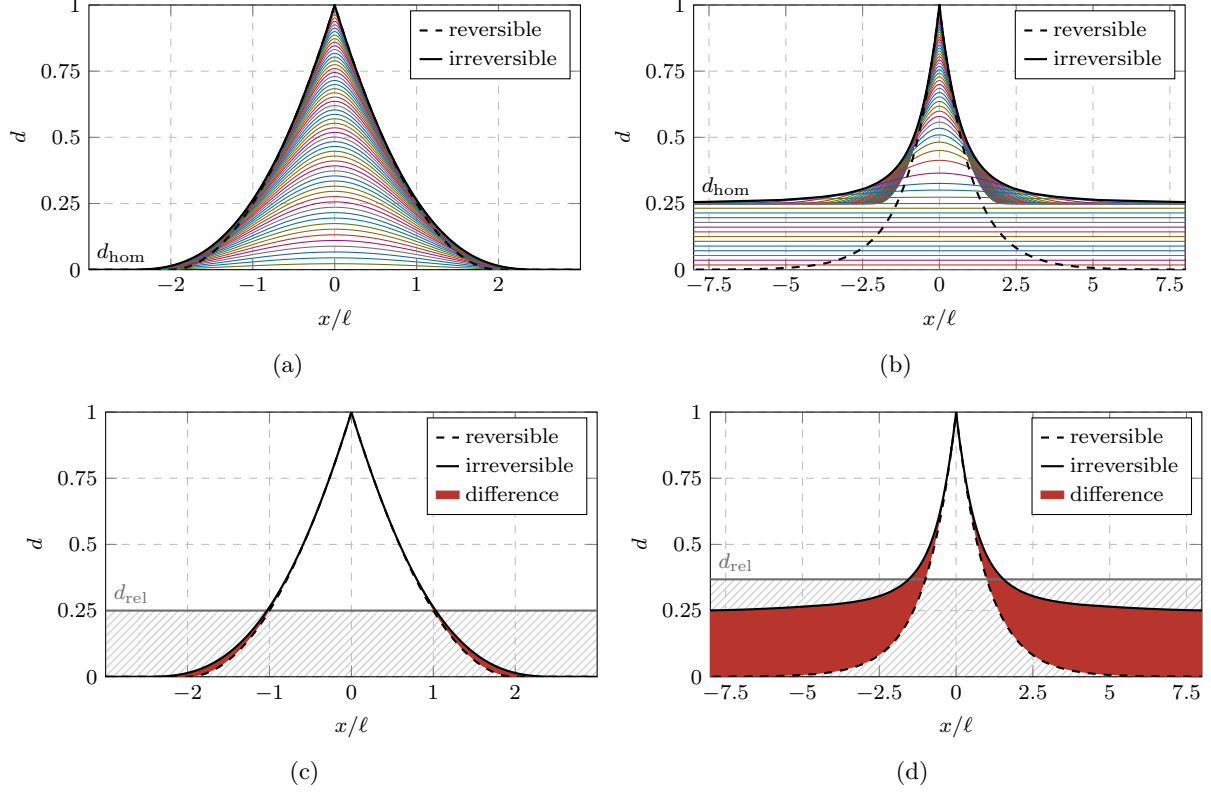 1
0.75
0.5
0.25
0
d
d_hom
reversible
irreversible
−2
−1
0
1
2
x/ℓ
(a)
1
0.75
0.5
0.25
0
d
d_hom
reversible
irreversible
−7.5
−5
−2.5
0
2.5
5
7.5
x/ℓ
(b)
1
0.75
0.5
0.25
0
d
d_rel
reversible
irreversible
difference
−2
−1
0
1
2
x/ℓ
(c)
1
0.75
0.5
0.25
0
d
d_rel
reversible
irreversible
difference
−7.5
−5
−2.5
0
2.5
5
7.5
x/ℓ
(d)